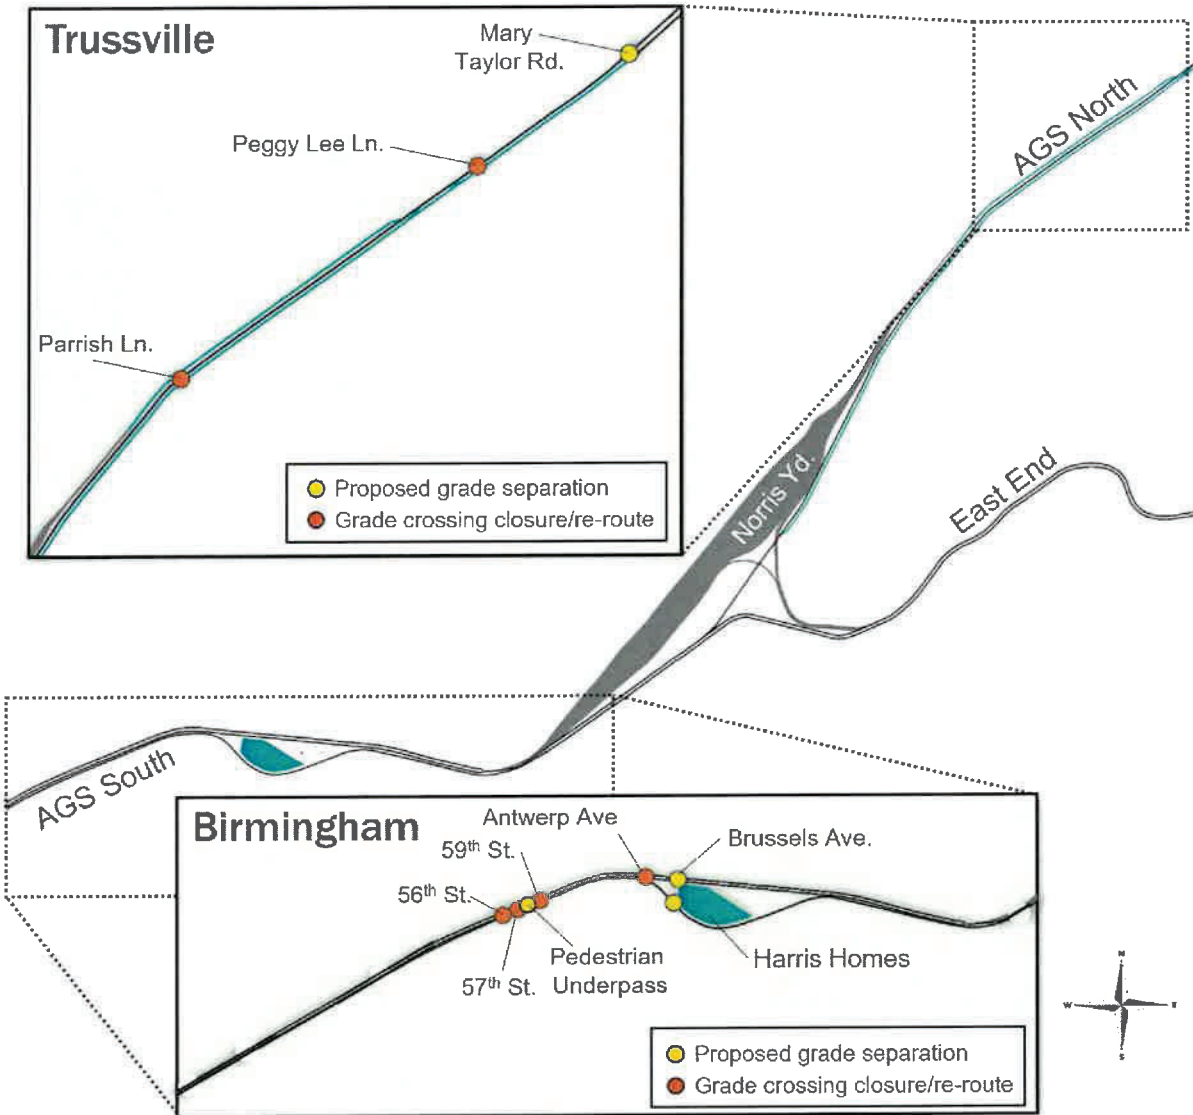 Trussville
Mary
Taylor Rd.
Peggy Lee Ln.
Parrish Ln.
Proposed grade separation
Grade crossing closure/re-route
AGS North
Norris Yd.
East End
AGS South
Birmingham
Antwerp Ave
Brussels Ave.
59th St.
56th St.
57th St.
Pedestrian
Underpass
Harris Homes
Proposed grade separation
Grade crossing closure/re-route
N
W
E
S